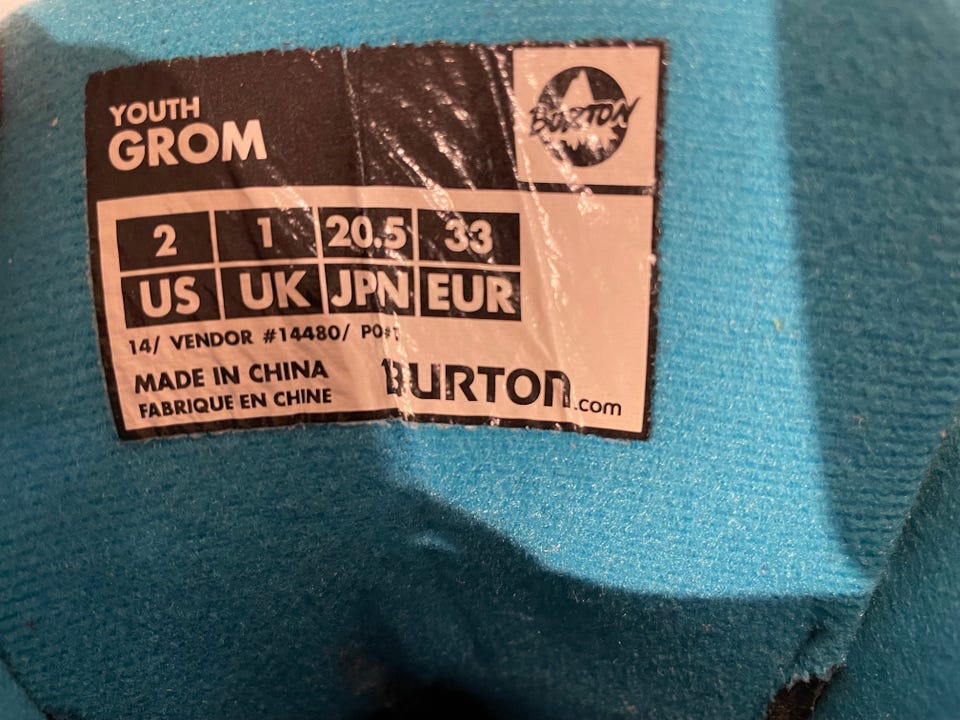 YOUTH
GROM
BURTON
2 1 20.5 33
US UK JPN EUR
14/ VENDOR #14480/ PO#
MADE IN CHINA
FABRIQUE EN CHINE
BURTON.com